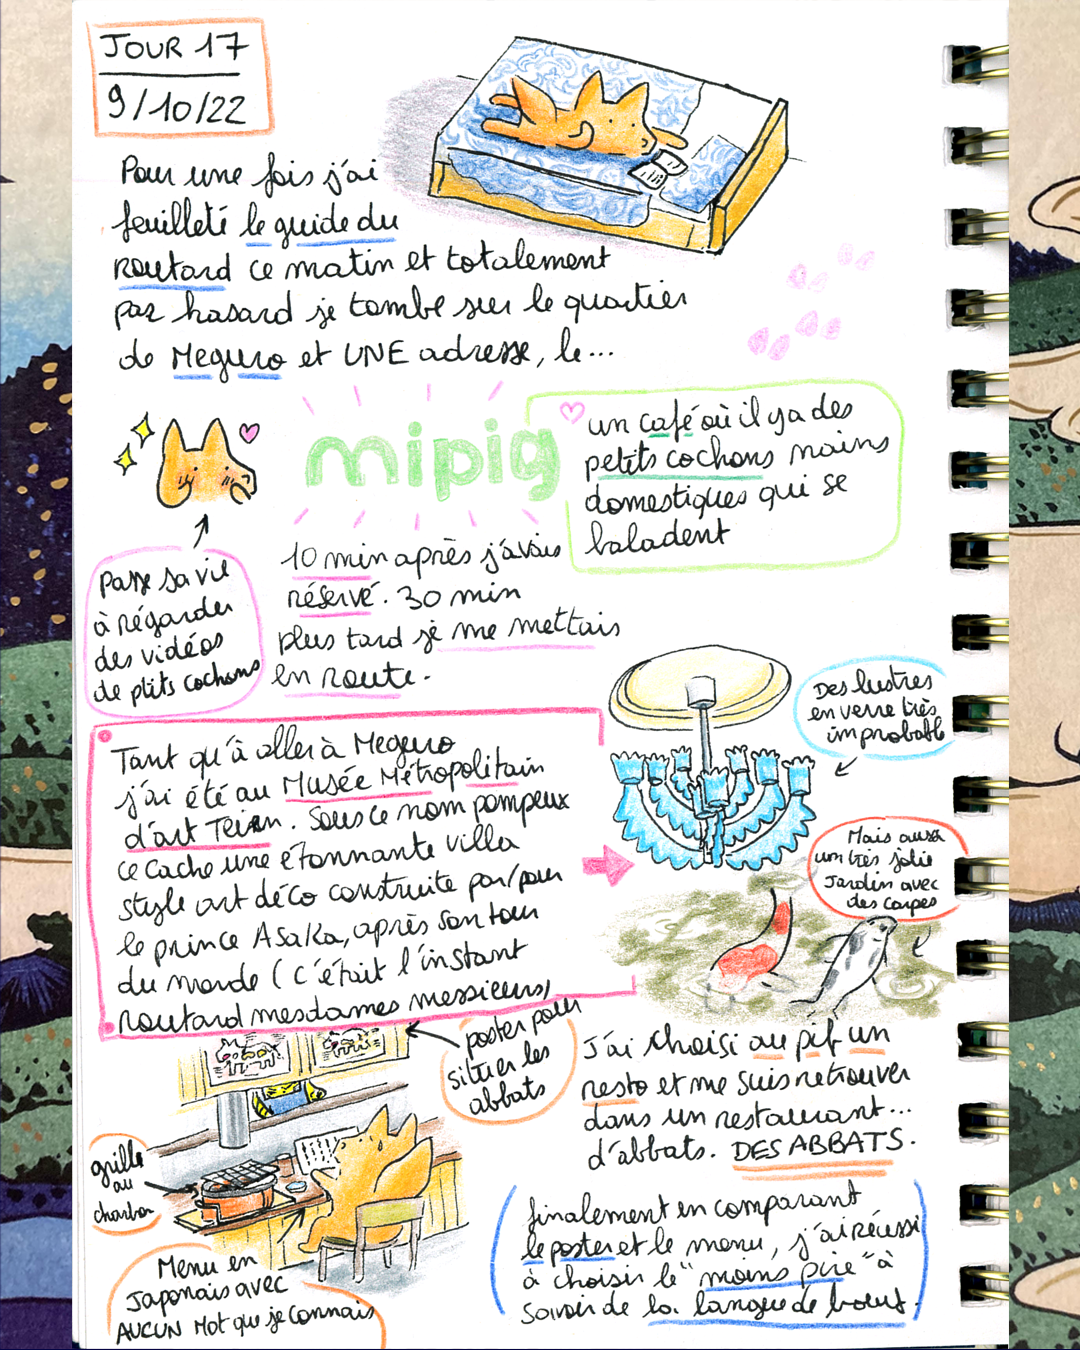 JOUR 17
9/10/22
Pour une fois j'ai
feuilleté le guide du
routard ce matin et totalement
par hasard je tombe sur le quartier
de Meguro et UNE adresse, le...
mipig
un café où il y a des
petits cochons nains
domestiques qui se
baladent
passe sa vie
à régarder
des vidéos
de ptits cochons
10 min après j'avais
réservé. 30 min
plus tard je me mettais
en route.
Des lustres
en verre très
improbable
Tant qu'à aller à Meguro
j'ai été au Musée Métropolitain
d'art Teien. Sous ce nom pompeux
ce cache une étonnante villa
style art déco construite par/pour
le prince Asaka, après son tour
du monde (c'était l'instant
routard mesdames messieurs)
Mais aussi
un très jolie
Jardin avec
des carpes
poster pour
situer les
abbats
J'ai choisi au pif un
resto et me suis retrouver
dans un restaurant...
d'abbats. DES ABBATS.
grille
au
charbon
Menu en
Japonais avec
AUCUN Mot que je connais
finalement en comparant
le poster et le menu, j'ai réussi
à choisir le "moins pire" à
savoir de la langue de boeuf.